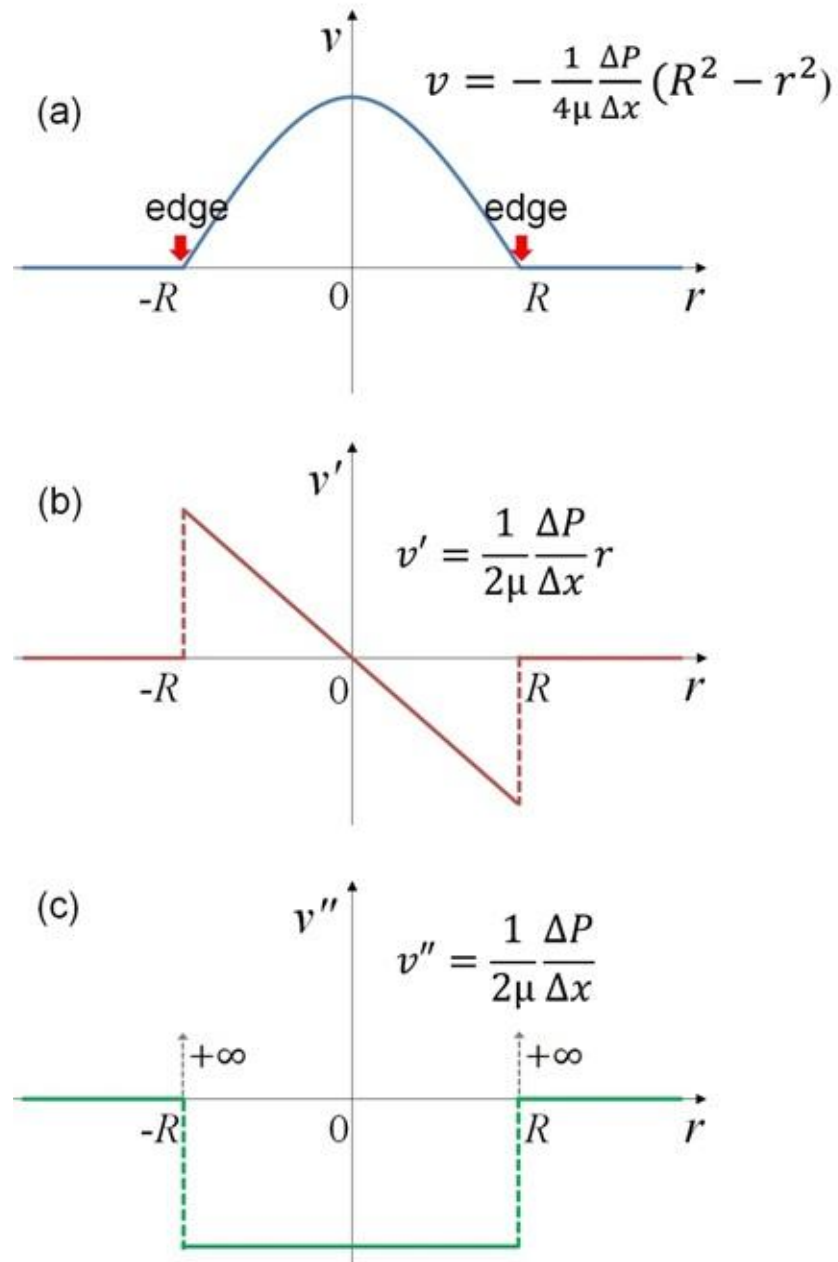 (a)
v
v = − 1/4μ ΔP/Δx (R² − r²)
edge edge
-R 0 R r
(b)
v′
v′ = 1/2μ ΔP/Δx r
-R 0 R r
(c)
v″
v″ = 1/2μ ΔP/Δx
+∞ +∞
-R 0 R r